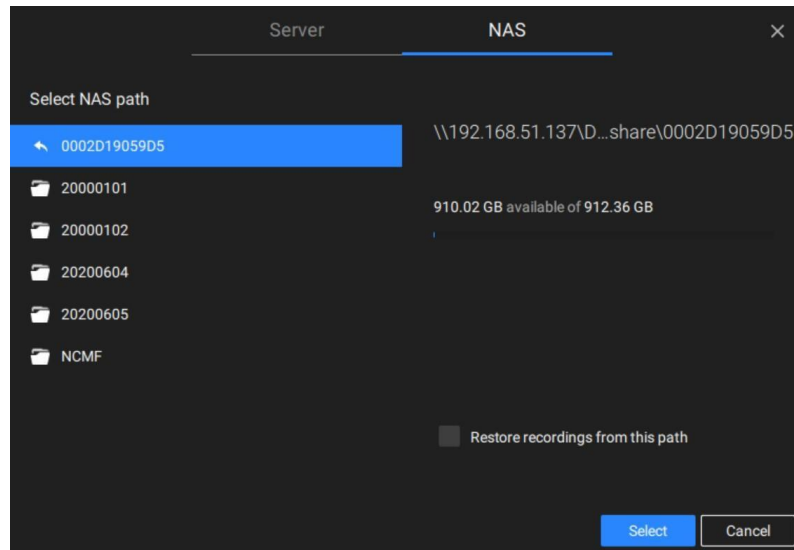 Server
NAS
Select NAS path
0002D19059D5
20000101
20000102
20200604
20200605
NCMF
\\192.168.51.137\D...share\0002D19059D5
910.02 GB available of 912.36 GB
Restore recordings from this path
Select
Cancel